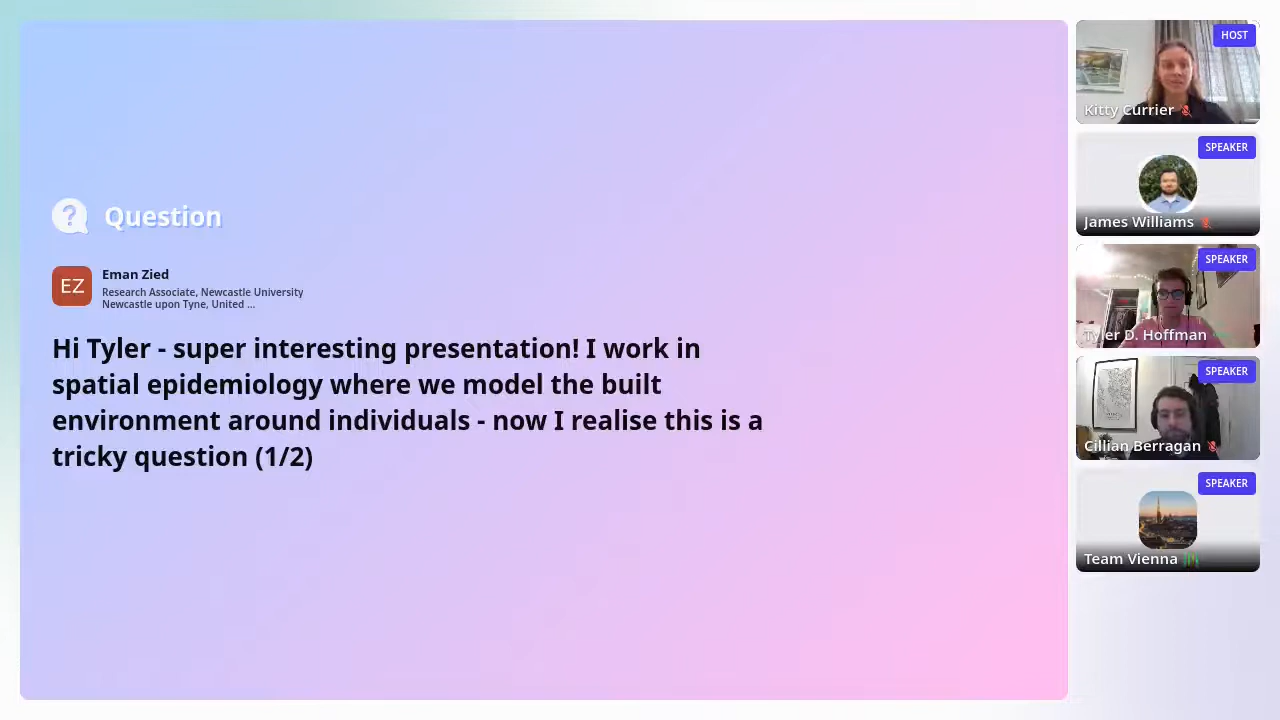 Question
EZ
Eman Zied
Research Associate, Newcastle University
Newcastle upon Tyne, United ...
Hi Tyler - super interesting presentation! I work in
spatial epidemiology where we model the built
environment around individuals - now I realise this is a
tricky question (1/2)
HOST
Kitty Currier
SPEAKER
James Williams
SPEAKER
Tyler D. Hoffman
SPEAKER
Cillian Berragan
SPEAKER
Team Vienna